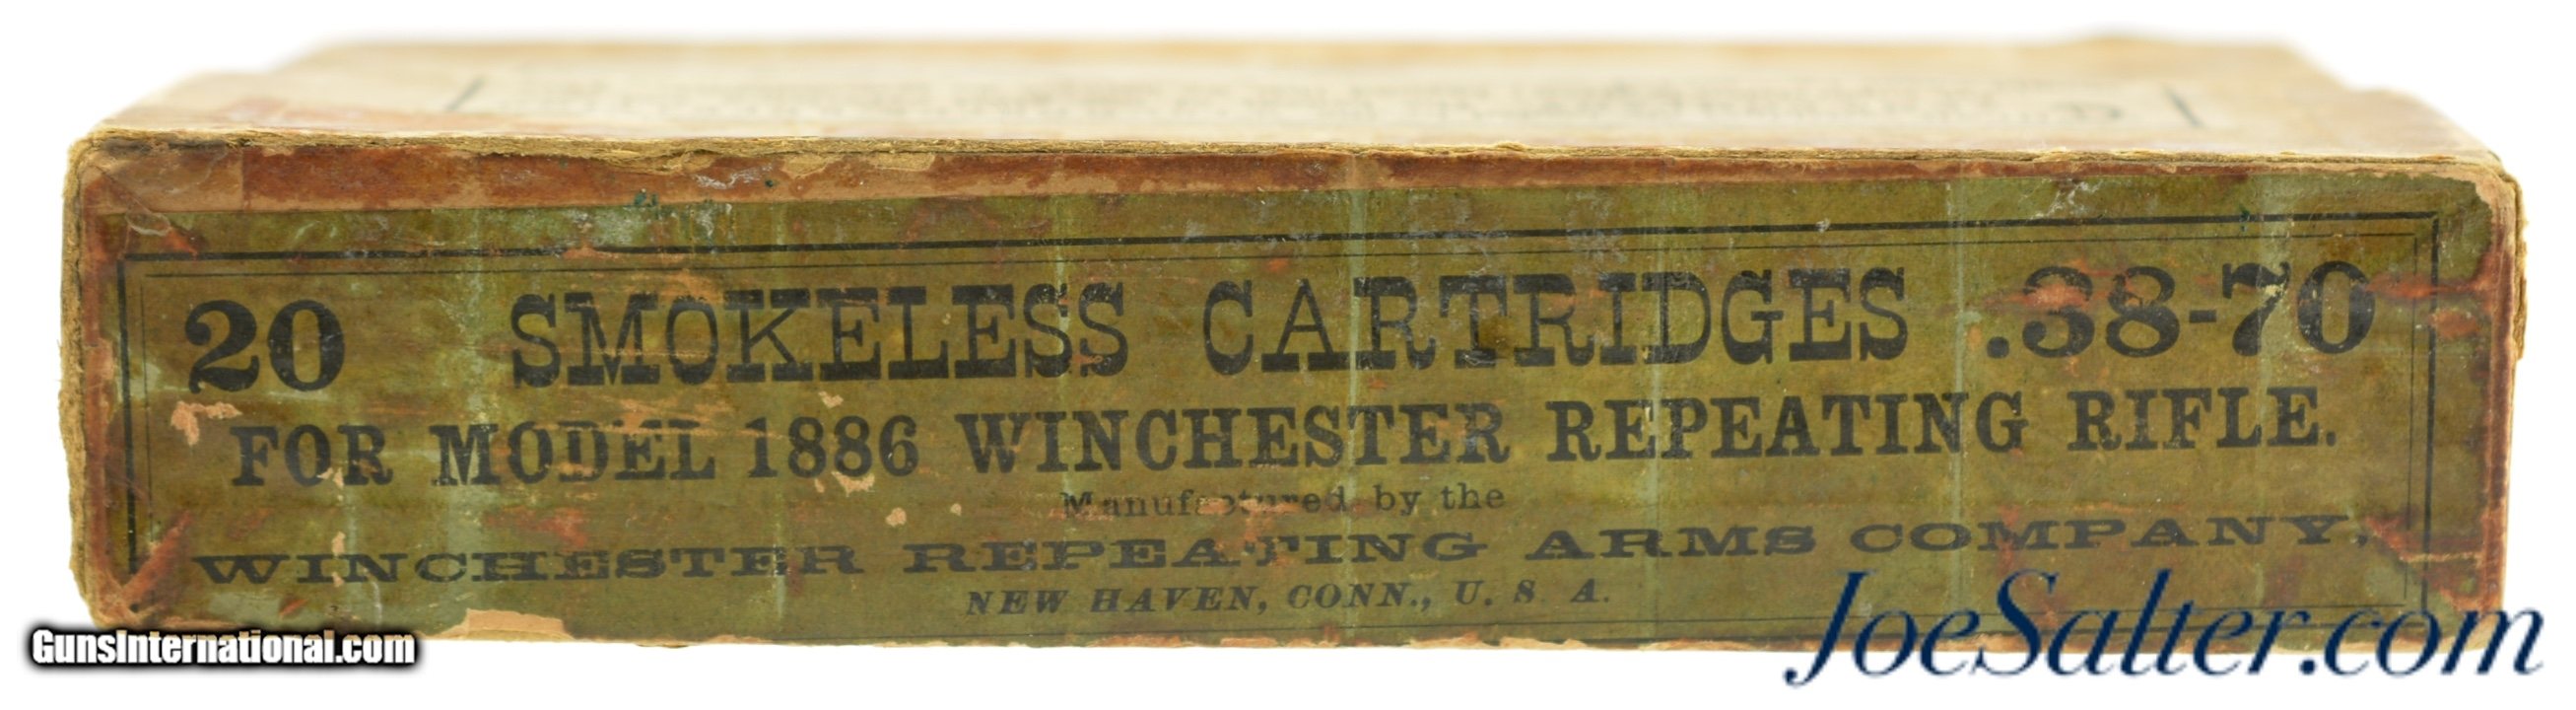 20 SMOKELESS CARTRIDGES .38-70
FOR MODEL 1886 WINCHESTER REPEATING RIFLE.
Manufactured by the
WINCHESTER REPEATING ARMS COMPANY,
NEW HAVEN, CONN., U. S. A.
GunsInternational.com
JoeSalter.com